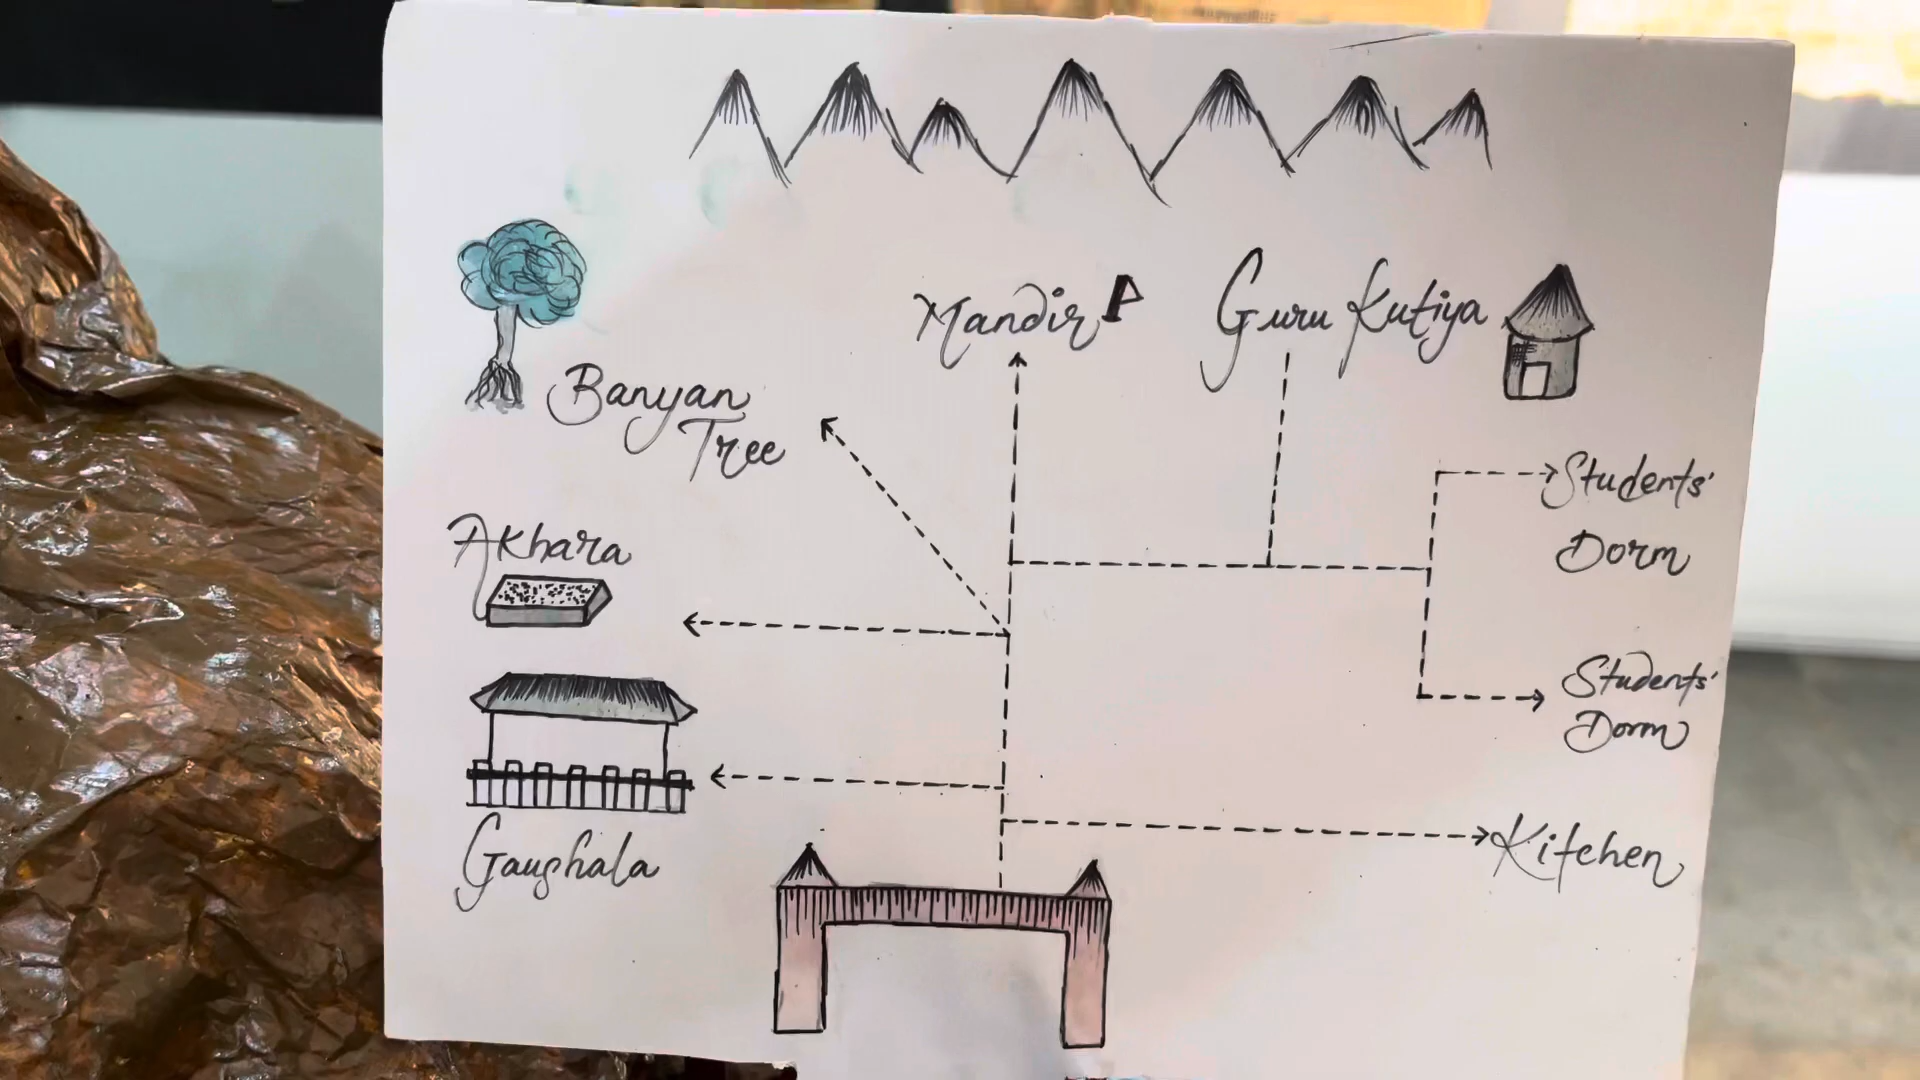 Mandir
Guru Kutiya
Banyan
Tree
Students'
Dorm
Akhara
Students'
Dorm
Kitchen
Gaushala